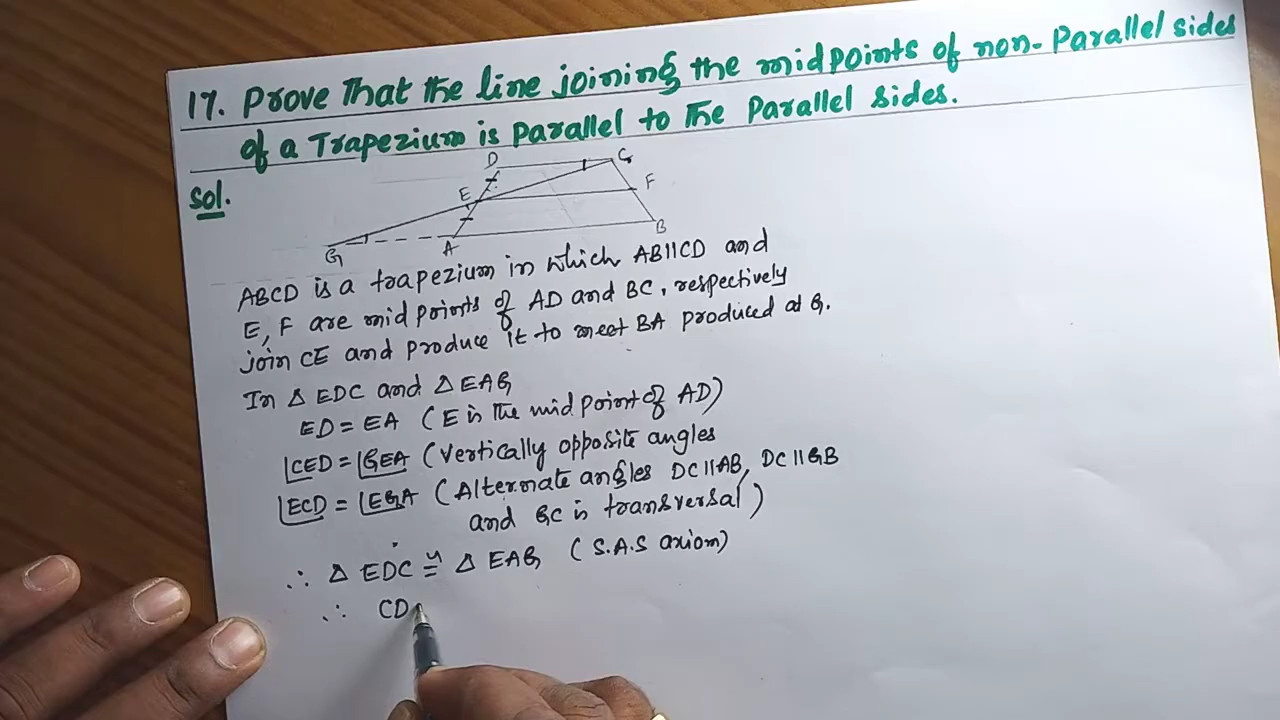 17. Prove That the line joining the midpoints of non-Parallel sides
of a Trapezium is parallel to the Parallel sides.
Sol.
D C
E F
G A B
ABCD is a trapezium in which AB||CD and
E, F are mid points of AD and BC, respectively
join CE and produce it to meet BA produced at G.
In △ EDC and △ EAG
ED = EA (E is the mid point of AD)
∠CED = ∠GEA (Vertically opposite angles
∠ECD = ∠EGA (Alternate angles DC||AB, DC||GB
and GC is transversal)
∴ △ EDC ≅ △ EAG (S.A.S axiom)
∴ CD